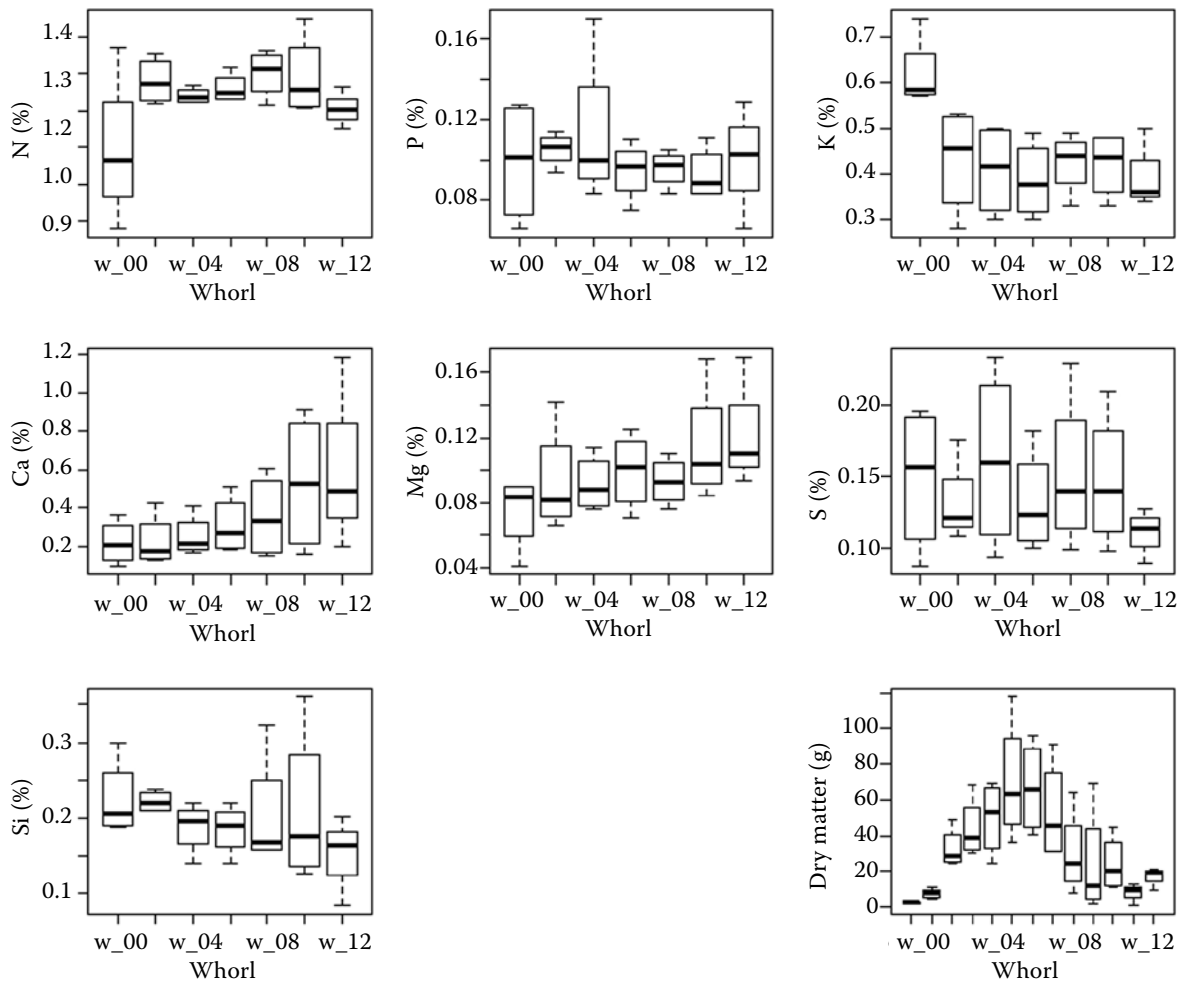 N (%)
1.4
1.3
1.2
1.0
0.9
w_00 w_04 w_08 w_12
Whorl
P (%)
0.16
0.12
0.08
w_00 w_04 w_08 w_12
Whorl
K (%)
0.7
0.6
0.5
0.4
0.3
w_00 w_04 w_08 w_12
Whorl
Ca (%)
1.2
1.0
0.8
0.6
0.4
0.2
w_00 w_04 w_08 w_12
Whorl
Mg (%)
0.16
0.12
0.08
0.04
w_00 w_04 w_08 w_12
Whorl
S (%)
0.20
0.15
0.10
w_00 w_04 w_08 w_12
Whorl
Si (%)
0.3
0.2
0.1
w_00 w_04 w_08 w_12
Whorl
Dry matter (g)
100
80
60
40
20
0
w_00 w_04 w_08 w_12
Whorl